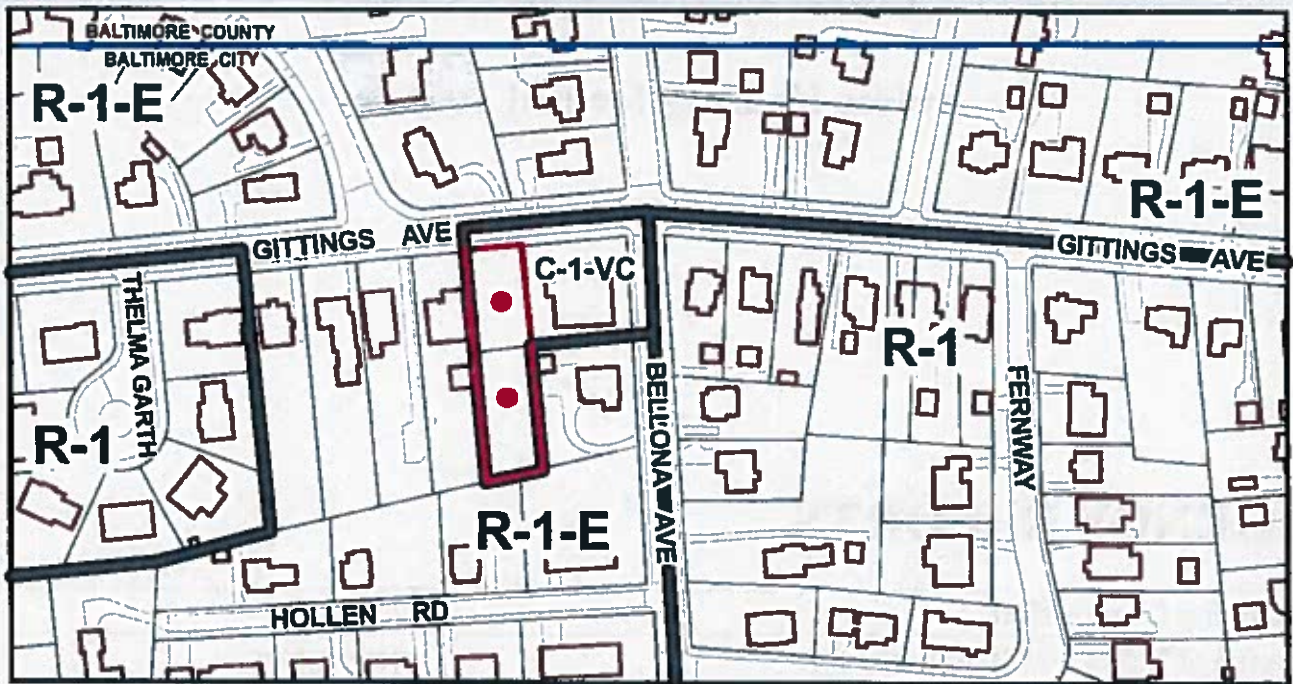 BALTIMORE COUNTY
BALTIMORE CITY
R-1-E
R-1-E
GITTINGS AVE
GITTINGS AVE
C-1-VC
THELMA GARTH
R-1
R-1
BELLONA AVE
FERNWAY
R-1-E
HOLLEN RD